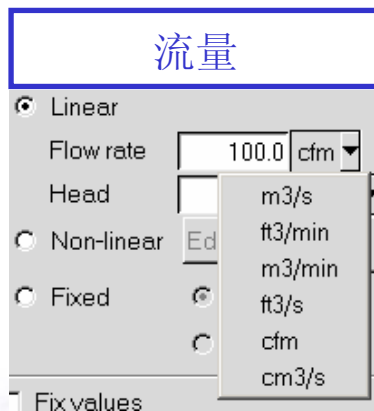 流量
Linear
Flow rate 100.0 cfm
Head
m3/s
Non-linear Ed
ft3/min
m3/min
Fixed
ft3/s
cfm
cm3/s
Fix values